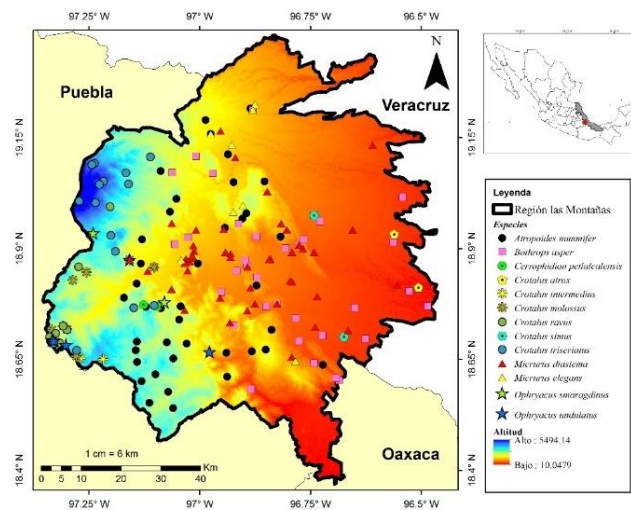 97.25°W
97°W
96.75°W
96.5°W
N
Puebla
Veracruz
19.15°N
18.9°N
18.65°N
18.4°N
19.15°N
18.9°N
18.65°N
18.4°N
Oaxaca
1 cm = 6 km
0 5 10 20 30 40
Km
97.25°W
97°W
96.75°W
96.5°W
Leyenda
Región las Montañas
Especies
Atropoides nummifer
Bothrops asper
Cerrophidion petlalcalensis
Crotalus atrox
Crotalus intermedius
Crotalus molossus
Crotalus ravus
Crotalus simus
Crotalus triseriatus
Micrurus diastema
Micrurus elegans
Ophryacus smaragdinus
Ophryacus undulatus
Altitud
Alto : 5494.14
Bajo : 10.0479